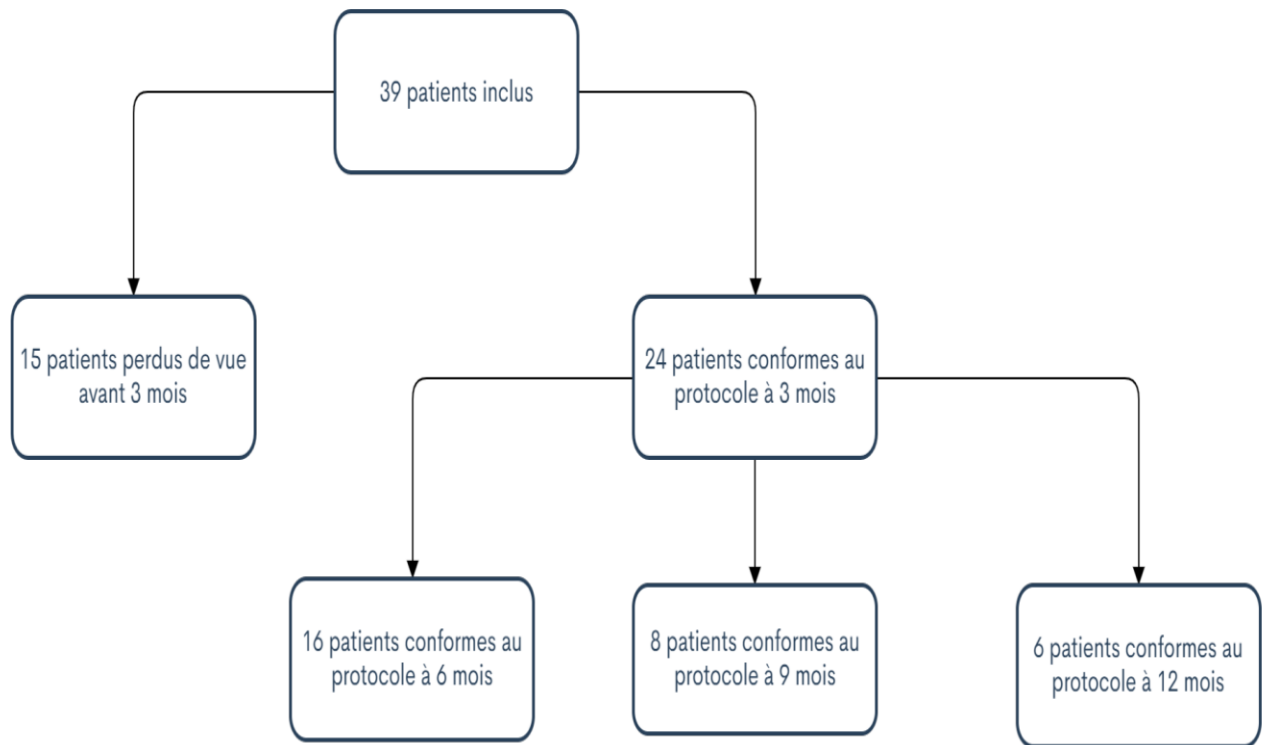 39 patients inclus
15 patients perdus de vue
avant 3 mois
24 patients conformes au
protocole à 3 mois
16 patients conformes au
protocole à 6 mois
8 patients conformes au
protocole à 9 mois
6 patients conformes au
protocole à 12 mois